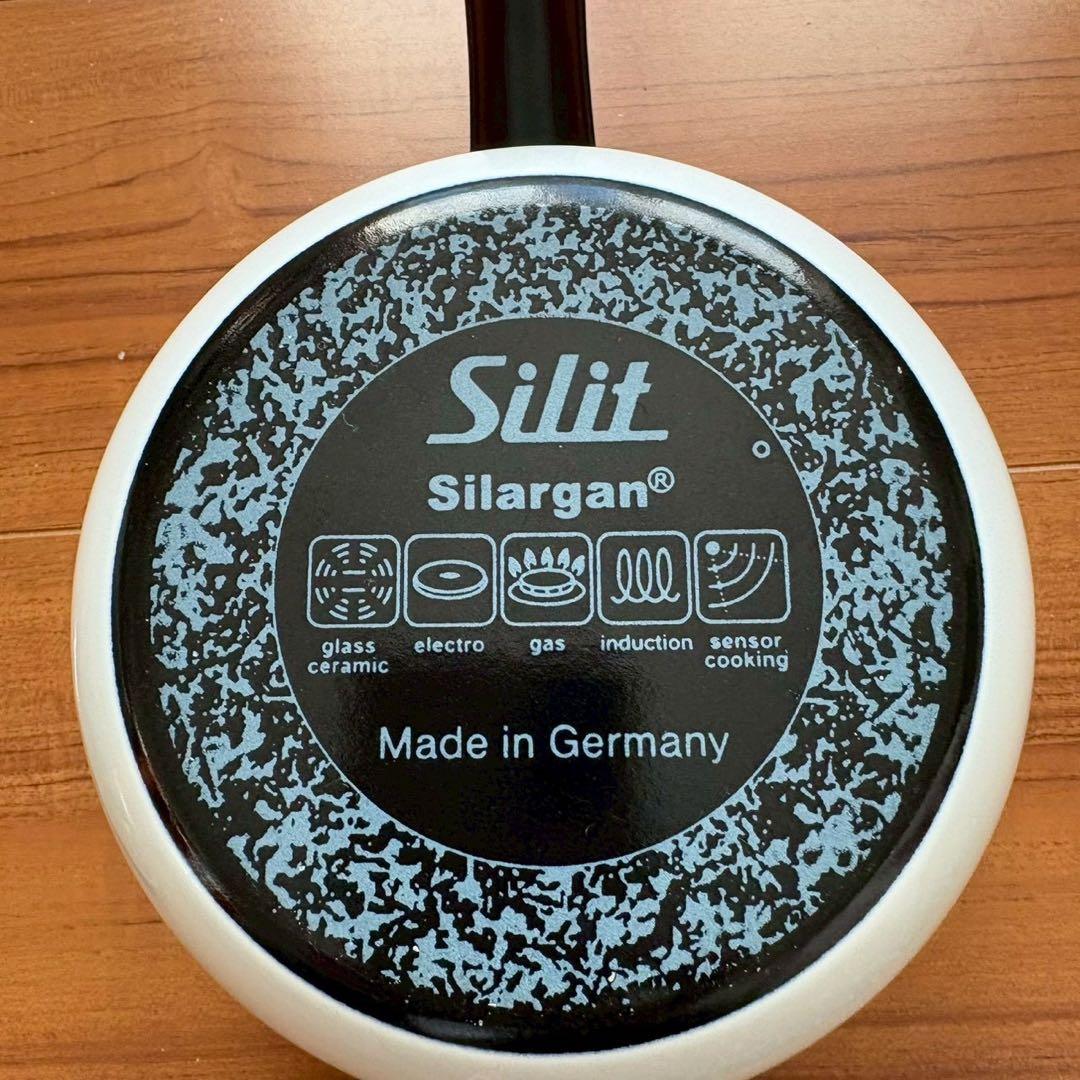 Silit
Silargan®
glass ceramic
electro
gas
induction
sensor cooking
Made in Germany